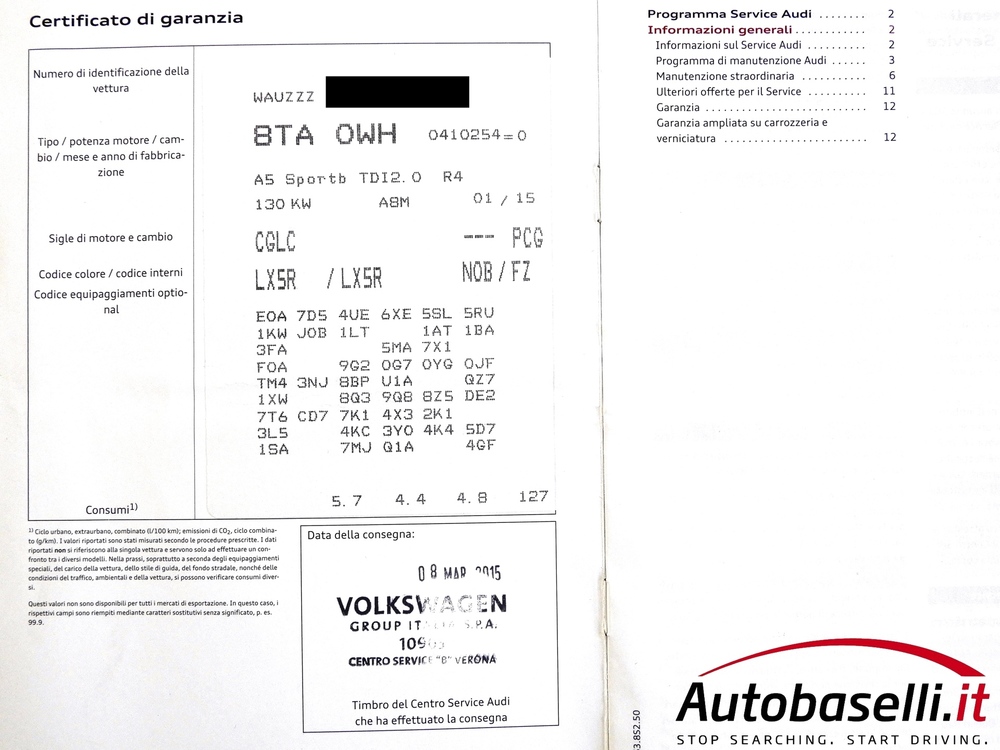 Certificato di garanzia
Numero di identificazione della
vettura
WAUZZZ
Tipo / potenza motore / cam-
bio / mese e anno di fabbrica-
zione
8TA 0WH 0410254=0
A5 Sportb TDI2.0 R4
130 KW A8M 01 / 15
Sigle di motore e cambio
CGLC --- PCG
Codice colore / codice interni
LX5R / LX5R NOB / FZ
Codice equipaggiamenti optio-
nal
E0A 7D5 4UE 6XE 5SL 5RU
1KW J0B 1LT 1AT 1BA
3FA 5MA 7X1
F0A 9G2 0G7 0YG 0JF
TM4 3NJ 8BP U1A QZ7
1XW 8Q3 9Q8 8Z5 DE2
7T6 CD7 7K1 4X3 2K1
3L5 4KC 3Y0 4K4 5D7
1SA 7MJ Q1A 4GF
Consumi1)
5.7 4.4 4.8 127
1) Ciclo urbano, extraurbano, combinato (l/100 km); emissioni di CO2, ciclo combina-
to (g/km). I valori riportati sono stati misurati secondo le procedure prescritte. I dati
riportati non si riferiscono alla singola vettura e servono solo ad effettuare un con-
fronto tra i diversi modelli. Nella prassi, soprattutto a seconda degli equipaggiamenti
speciali, del carico della vettura, dello stile di guida, del fondo stradale, nonché delle
condizioni del traffico, ambientali e della vettura, si possono verificare consumi diver-
si.
Questi valori non sono disponibili per tutti i mercati di esportazione. In questo caso, i
rispettivi campi sono riempiti mediante caratteri sostitutivi senza significato, p. es.
99.9.
Data della consegna:
08 MAR 2015
VOLKSWAGEN
GROUP ITALIA S.P.A.
CENTRO SERVICE "B" VERONA
Timbro del Centro Service Audi
che ha effettuato la consegna
Programma Service Audi ........ 2
Informazioni generali ............ 2
Informazioni sul Service Audi .......... 2
Programma di manutenzione Audi ...... 3
Manutenzione straordinaria ........... 6
Ulteriori offerte per il Service .......... 11
Garanzia ........................... 12
Garanzia ampliata su carrozzeria e
verniciatura ........................ 12
3.852.50
Autobaselli.it
STOP SEARCHING. START DRIVING.